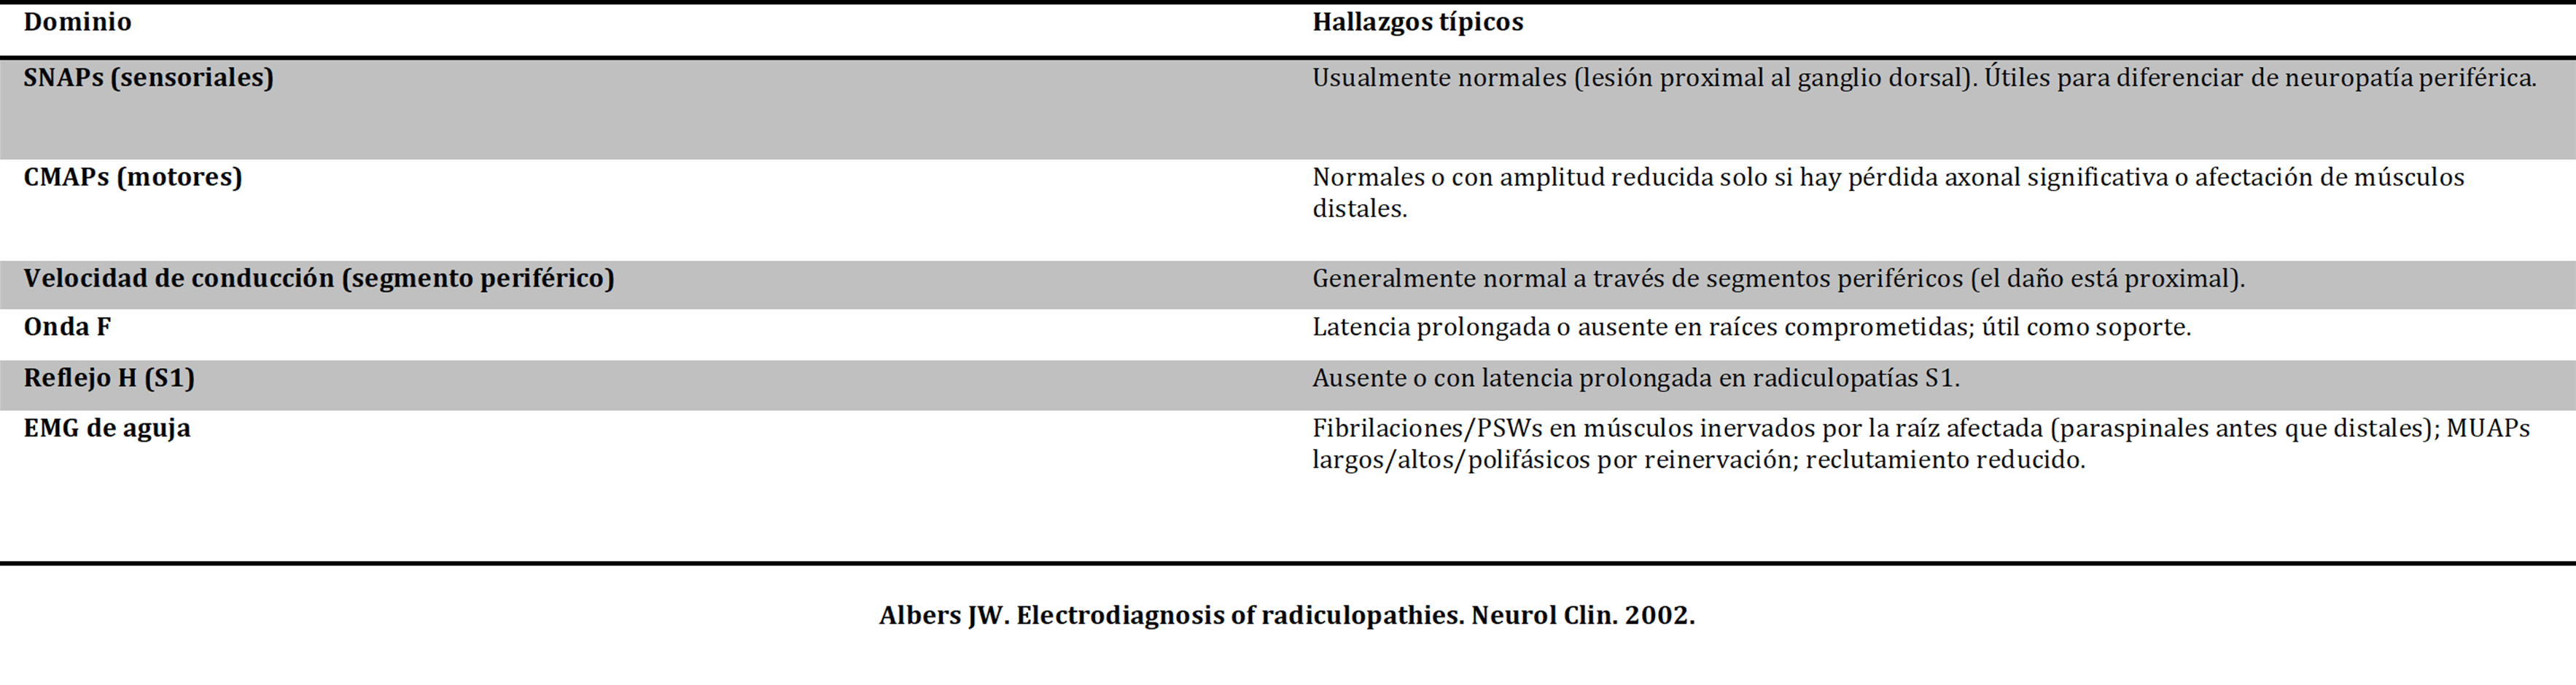 Dominio Hallazgos típicos
SNAPs (sensoriales) Usualmente normales (lesión proximal al ganglio dorsal). Útiles para diferenciar de neuropatía periférica.
CMAPs (motores) Normales o con amplitud reducida solo si hay pérdida axonal significativa o afectación de músculos
distales.
Velocidad de conducción (segmento periférico) Generalmente normal a través de segmentos periféricos (el daño está proximal).
Onda F Latencia prolongada o ausente en raíces comprometidas; útil como soporte.
Reflejo H (S1) Ausente o con latencia prolongada en radiculopatías S1.
EMG de aguja Fibrilaciones/PSWs en músculos inervados por la raíz afectada (paraspinales antes que distales); MUAPs
largos/altos/polifásicos por reinervación; reclutamiento reducido.
Albers JW. Electrodiagnosis of radiculopathies. Neurol Clin. 2002.